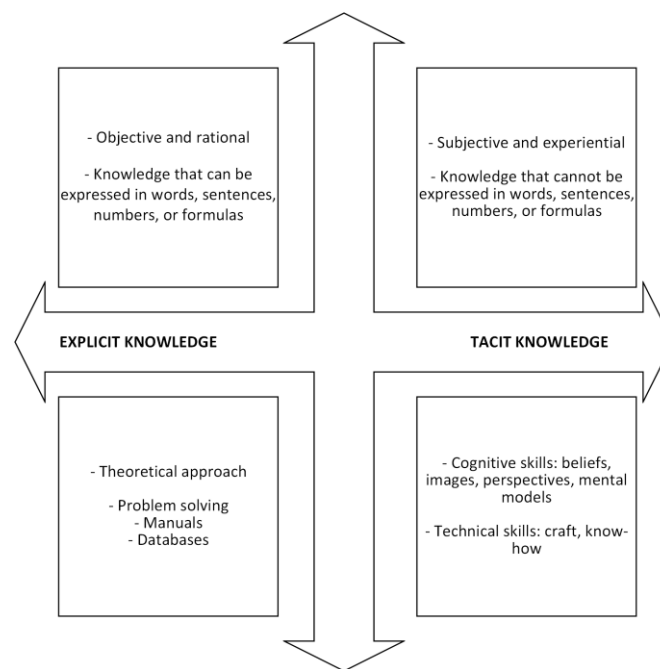 - Objective and rational
- Knowledge that can be
expressed in words, sentences,
numbers, or formulas
- Subjective and experiential
- Knowledge that cannot be
expressed in words, sentences,
numbers, or formulas
EXPLICIT KNOWLEDGE
TACIT KNOWLEDGE
- Theoretical approach
- Problem solving
- Manuals
- Databases
- Cognitive skills: beliefs,
images, perspectives, mental
models
- Technical skills: craft, know-
how